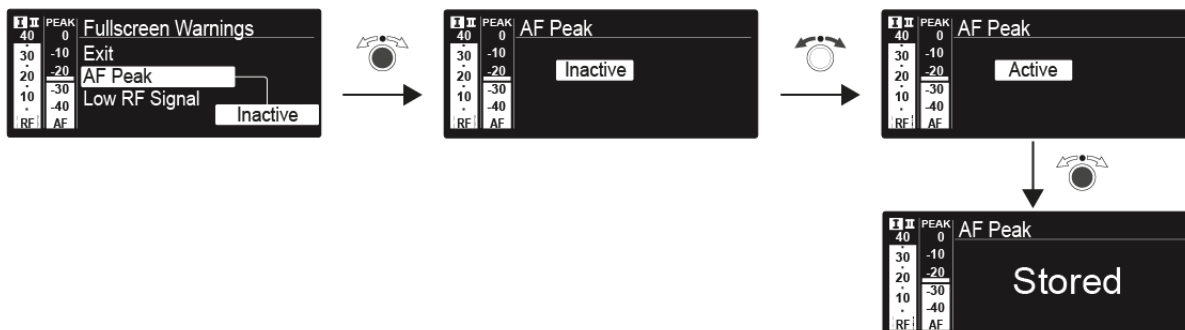 I II PEAK Fullscreen Warnings
40 0
30 -10 Exit
20 -20 AF Peak
10 -30 Low RF Signal
-40 Inactive
RF AF
I II PEAK AF Peak
40 0
30 -10
20 -20 Inactive
10 -30
-40
RF AF
I II PEAK AF Peak
40 0
30 -10
20 -20 Active
10 -30
-40
RF AF
I II PEAK AF Peak
40 0
30 -10
20 -20 Stored
10 -30
-40
RF AF